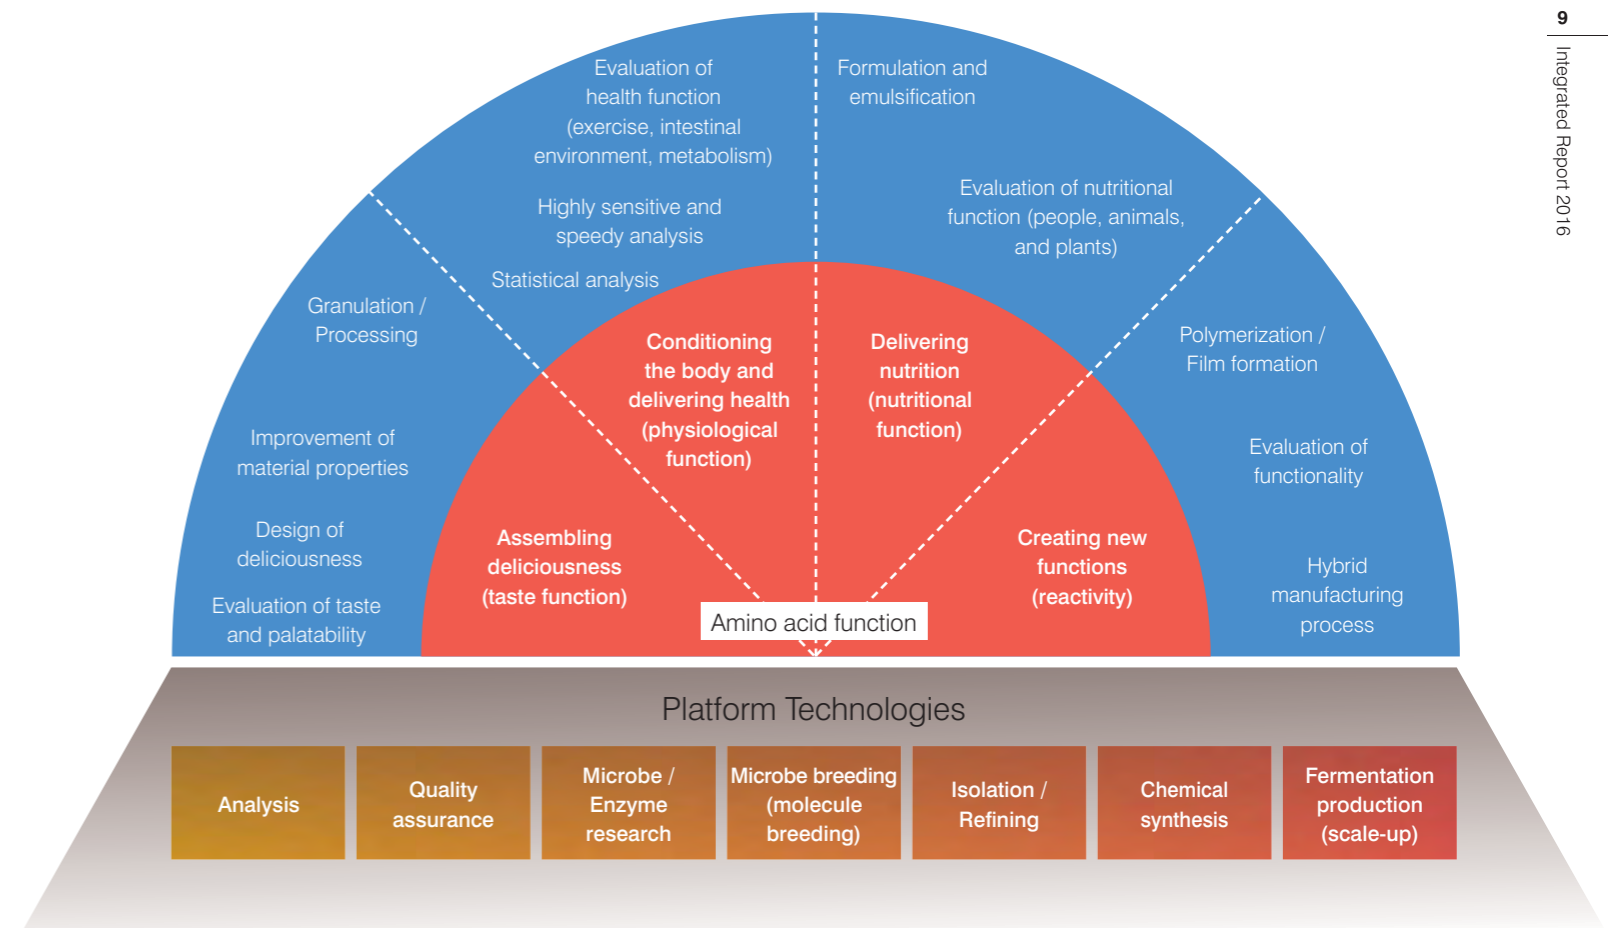 9
Integrated Report 2016
Evaluation of
health function
(exercise, intestinal
environment, metabolism)
Highly sensitive and
speedy analysis
Statistical analysis
Formulation and
emulsification
Evaluation of nutritional
function (people, animals,
and plants)
Granulation /
Processing
Improvement of
material properties
Design of
deliciousness
Evaluation of taste
and palatability
Polymerization /
Film formation
Evaluation of
functionality
Hybrid
manufacturing
process
Conditioning
the body and
delivering health
(physiological
function)
Delivering
nutrition
(nutritional
function)
Assembling
deliciousness
(taste function)
Creating new
functions
(reactivity)
Amino acid function
Platform Technologies
Analysis
Quality
assurance
Microbe /
Enzyme
research
Microbe breeding
(molecule
breeding)
Isolation /
Refining
Chemical
synthesis
Fermentation
production
(scale-up)